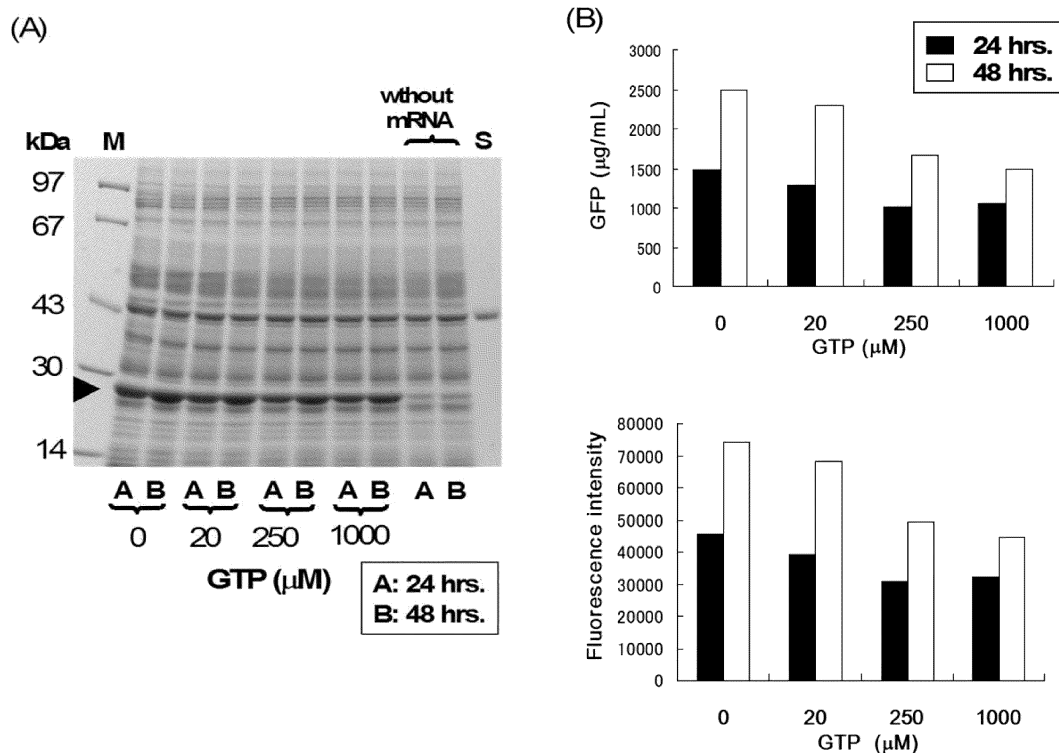 (A)
wthout
mRNA
kDa M S
97
67
43
30
14
A B A B A B A B A B
0 20 250 1000
GTP (μM)
A: 24 hrs.
B: 48 hrs.
(B)
24 hrs.
48 hrs.
GFP (μg/mL)
3000
2500
2000
1500
1000
500
0
0 20 250 1000
GTP (μM)
Fluorescence intensity
80000
70000
60000
50000
40000
30000
20000
10000
0
0 20 250 1000
GTP (μM)